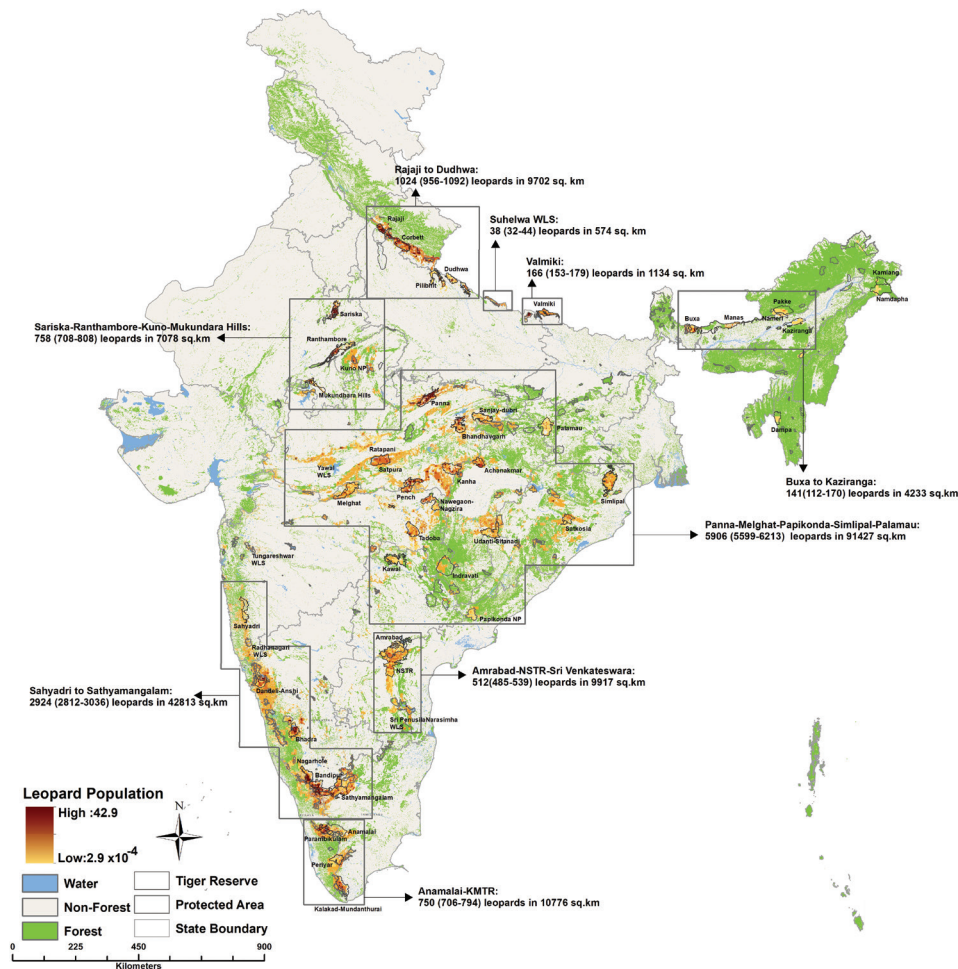 Rajaji to Dudhwa:
1024 (956-1092) leopards in 9702 sq. km
Suhelwa WLS:
38 (32-44) leopards in 574 sq. km
Valmiki:
166 (153-179) leopards in 1134 sq. km
Rajaji
Corbett
Dudhwa
Pilibhit
Valmiki
Kamlang
Namdapha
Pakke
Nameri
Kaziranga
Manas
Buxa
Sariska-Ranthambore-Kuno-Mukundara Hills:
758 (708-808) leopards in 7078 sq.km
Sariska
Ranthambore
Kuno NP
Mukundhara Hills
Panna
Sanjay-dubri
Bhandhavgarh
Palamau
Dampa
Ratapani
Yawal
WLS
Satpura
Achanakmar
Kanha
Melghat
Pench
Nawegaon-
Nagzira
Simlipal
Buxa to Kaziranga:
141(112-170) leopards in 4233 sq.km
Tadoba
Udanti-Sitanadi
Satkosia
Panna-Melghat-Papikonda-Simlipal-Palamau:
5906 (5599-6213) leopards in 91427 sq.km
Tungareshwar
WLS
Kawal
Indravati
Papikonda NP
Sahyadri
Radhanagari
WLS
Amrabad
NSTR
Amrabad-NSTR-Sri Venkateswara:
512(485-539) leopards in 9917 sq.km
Sahyadri to Sathyamangalam:
2924 (2812-3036) leopards in 42813 sq.km
Dandeli-Anshi
Sri PenusilaNarasimha
WLS
Bhadra
Nagarhole
Bandipur
Sathyamangalam
Anamalai
Parambikulam
Periyar
Kalakad-Mundanthurai
Anamalai-KMTR:
750 (706-794) leopards in 10776 sq.km
Leopard Population
High :42.9
Low:2.9 x10⁻⁴
N
Water
Non-Forest
Forest
Tiger Reserve
Protected Area
State Boundary
0 225 450 900
Kilometers